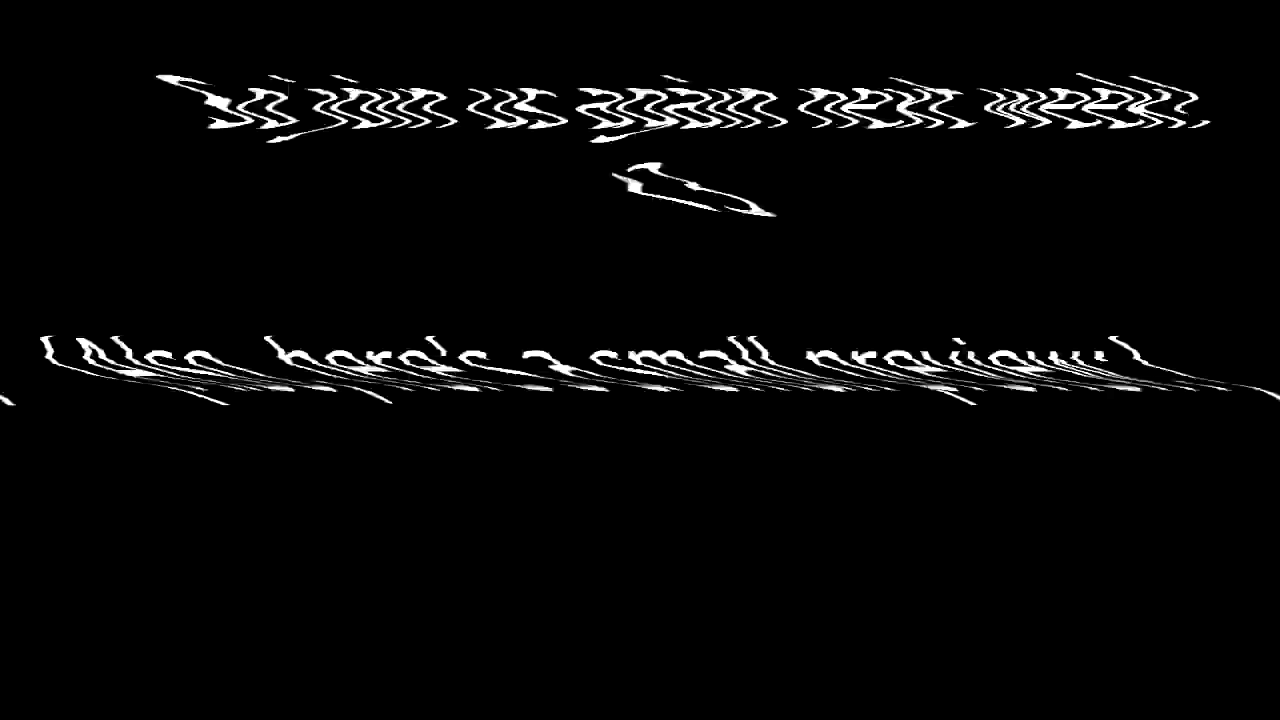 So join us again next week.
:)
(Also, here's a small preview:)